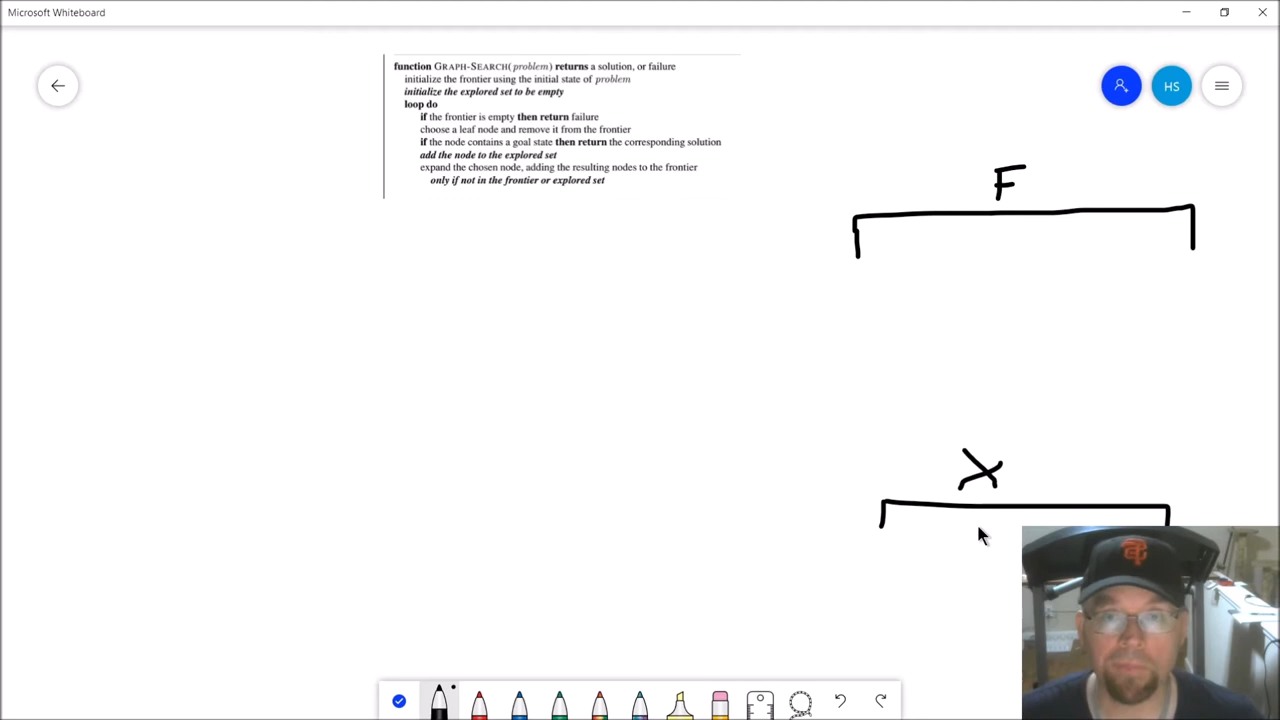 Microsoft Whiteboard
function GRAPH-SEARCH(problem) returns a solution, or failure
initialize the frontier using the initial state of problem
initialize the explored set to be empty
loop do
if the frontier is empty then return failure
choose a leaf node and remove it from the frontier
if the node contains a goal state then return the corresponding solution
add the node to the explored set
expand the chosen node, adding the resulting nodes to the frontier
only if not in the frontier or explored set
HS
F
X